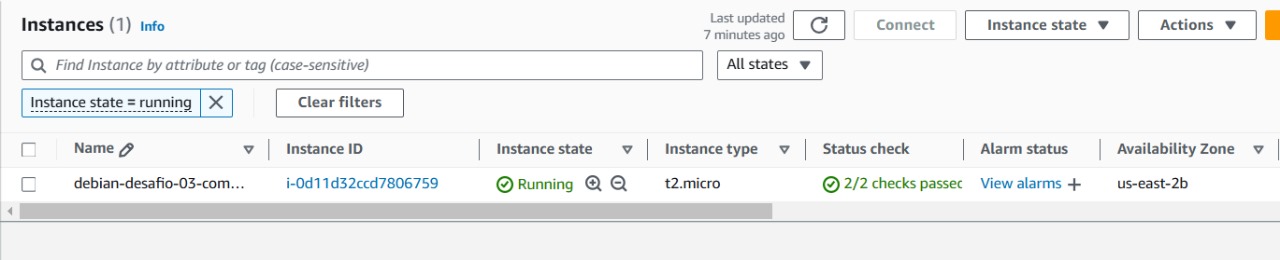 Instances (1) Info
Last updated
7 minutes ago
Connect
Instance state
Actions
Find Instance by attribute or tag (case-sensitive)
All states
Instance state = running
Clear filters
Name Instance ID Instance state Instance type Status check Alarm status Availability Zone
debian-desafio-03-com... i-0d11d32ccd7806759 Running t2.micro 2/2 checks passec View alarms + us-east-2b